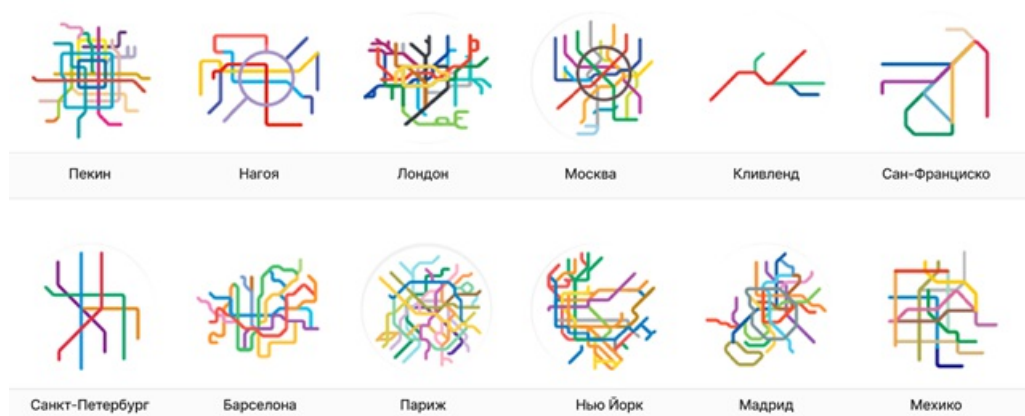 Пекин
Нагоя
Лондон
Москва
Кливленд
Сан-Франциско
Санкт-Петербург
Барселона
Париж
Нью Йорк
Мадрид
Мехико